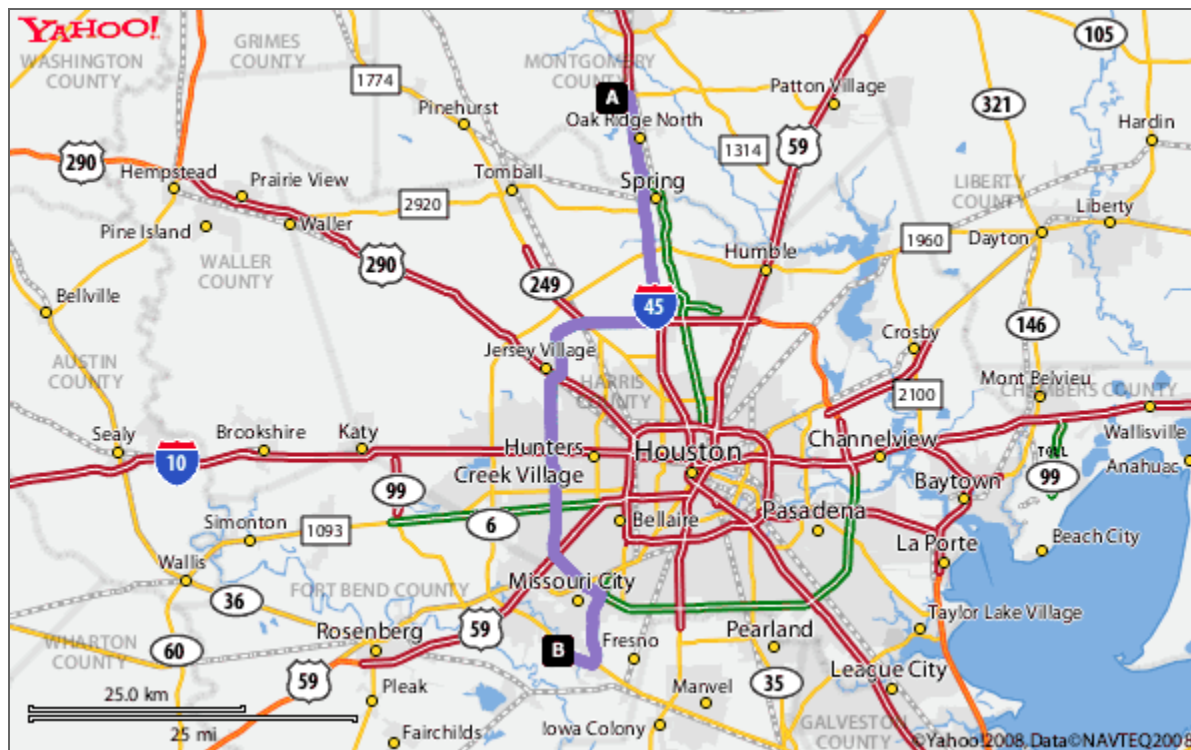 YAHOO!
WASHINGTON
COUNTY
GRIMES
COUNTY
MONTGOMERY
COUNTY
105
1774
A
Patton Village
321
Pinehurst
Oak Ridge North
Hardin
290
1314
59
Hempstead
Prairie View
Tomball
Spring
LIBERTY
COUNTY
2920
Liberty
Pine Island
Waller
1960
Dayton
WALLER
COUNTY
290
Humble
249
45
Bellville
146
Crosby
AUSTIN
COUNTY
Jersey Village
HARRIS
COUNTY
Mont Belvieu
CHAMBERS COUNTY
2100
Sealy
Brookshire
Katy
Hunters
Creek Village
Houston
Channelview
Wallisville
10
TOLL
99
Anahuac
99
Baytown
Simonton
1093
6
Bellaire
Pasadena
La Porte
Beach City
Wallis
FORT BEND COUNTY
Missouri City
36
Taylor Lake Village
59
Rosenberg
Fresno
Pearland
WHARTON
COUNTY
60
B
League City
59
Pleak
35
Manvel
25.0 km
25 mi
Fairchilds
Iowa Colony
GALVESTON
COUNTY
©Yahoo!2008,Data©NAVTEQ2008